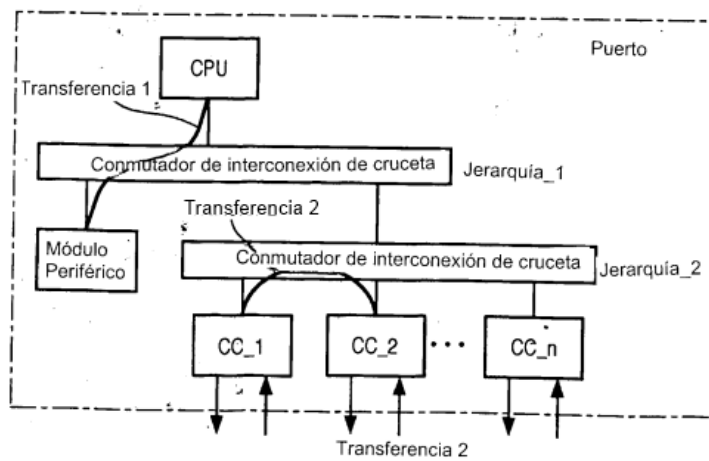 Puerto
CPU
Transferencia 1
Conmutador de interconexión de cruceta
Jerarquía_1
Transferencia 2
Módulo
Periférico
Conmutador de interconexión de cruceta
Jerarquía_2
CC_1
CC_2
CC_n
Transferencia 2